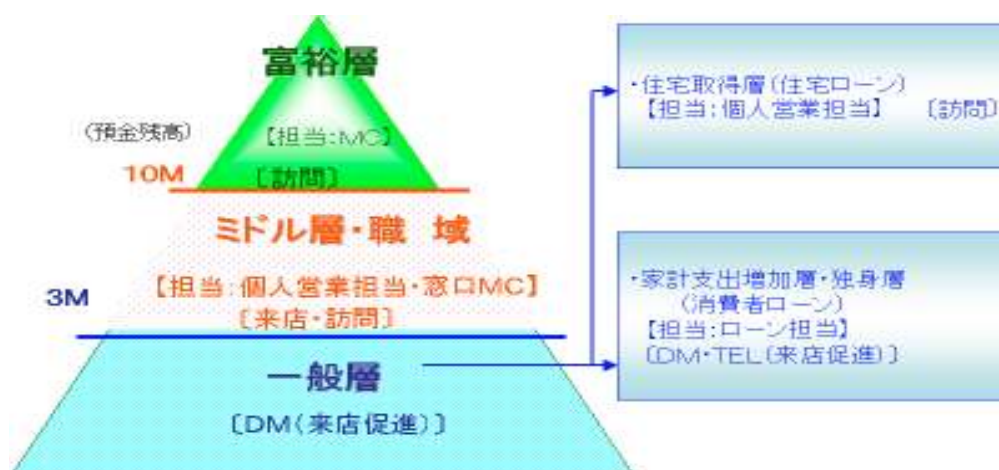 富裕層
(預金残高)
【担当:MC】
10M
〔訪問〕
ミドル層・職 域
【担当:個人営業担当・窓口MC】
3M
〔来店・訪問〕
一般層
〔DM(来店促進)〕
・住宅取得層(住宅ローン)
【担当:個人営業担当】 〔訪問〕
・家計支出増加層・独身層
(消費者ローン)
【担当:ローン担当】
〔DM・TEL(来店促進)〕